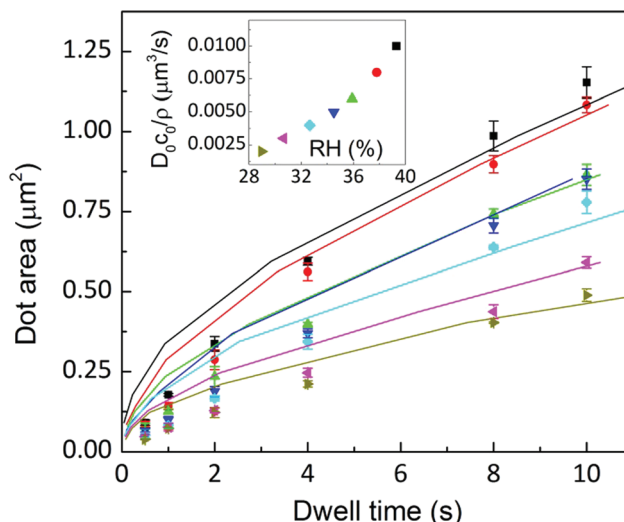 1.25
1.00
0.75
0.50
0.25
0.00
Dot area (μm²)
0 2 4 6 8 10
Dwell time (s)
0.0100
0.0075
0.0050
0.0025
D₀c₀/ρ (μm³/s)
RH (%)
28 32 36 40